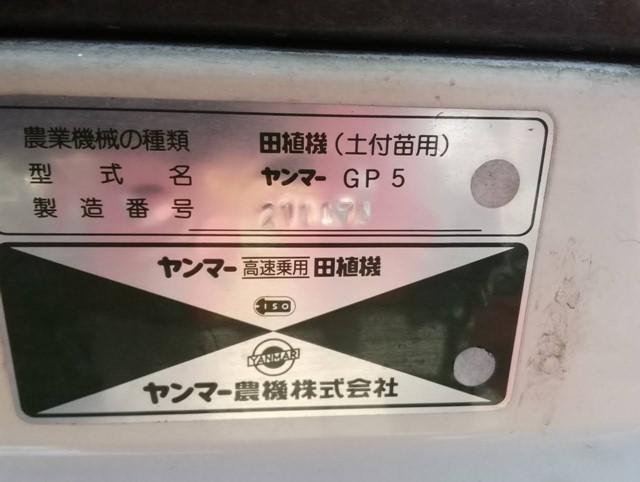 農業機械の種類 田植機(土付苗用)
型式名 ヤンマー GP5
製造番号
ヤンマー高速乗用田植機
ISO
YANMAR
ヤンマー農機株式会社